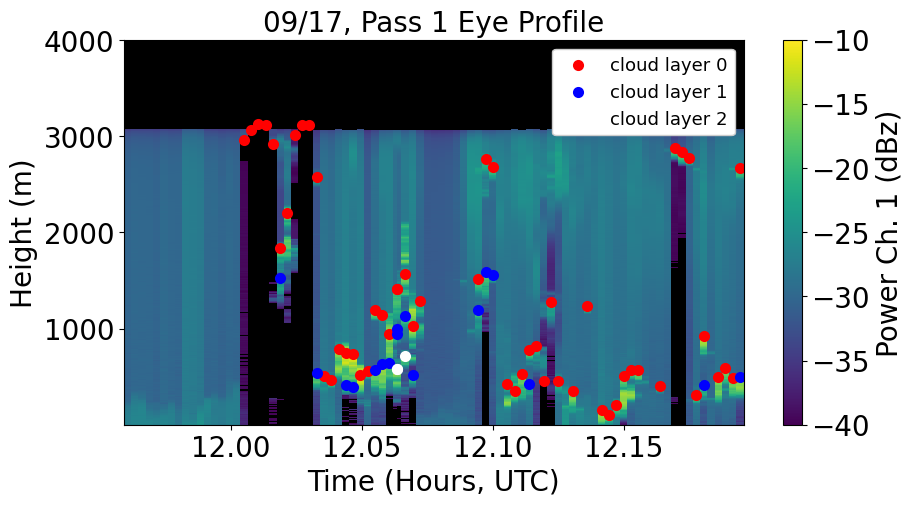 09/17, Pass 1 Eye Profile
4000
3000
2000
1000
Height (m)
cloud layer 0
cloud layer 1
cloud layer 2
12.00 12.05 12.10 12.15
Time (Hours, UTC)
−10
−15
−20
−25
−30
−35
−40
Power Ch. 1 (dBz)